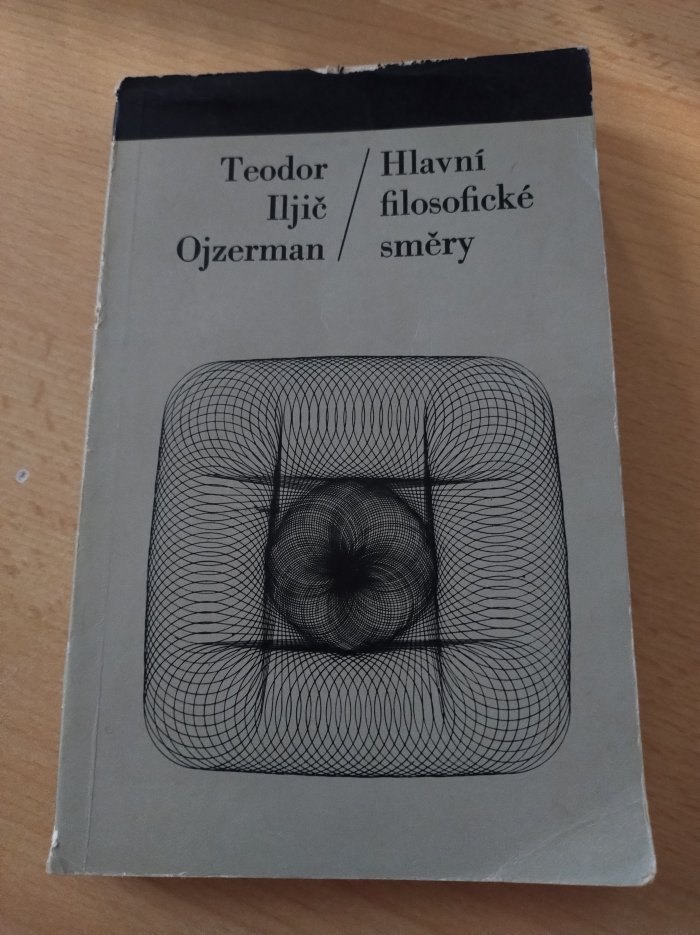 Teodor
Iljič
Ojzerman
Hlavní
filosofické
směry